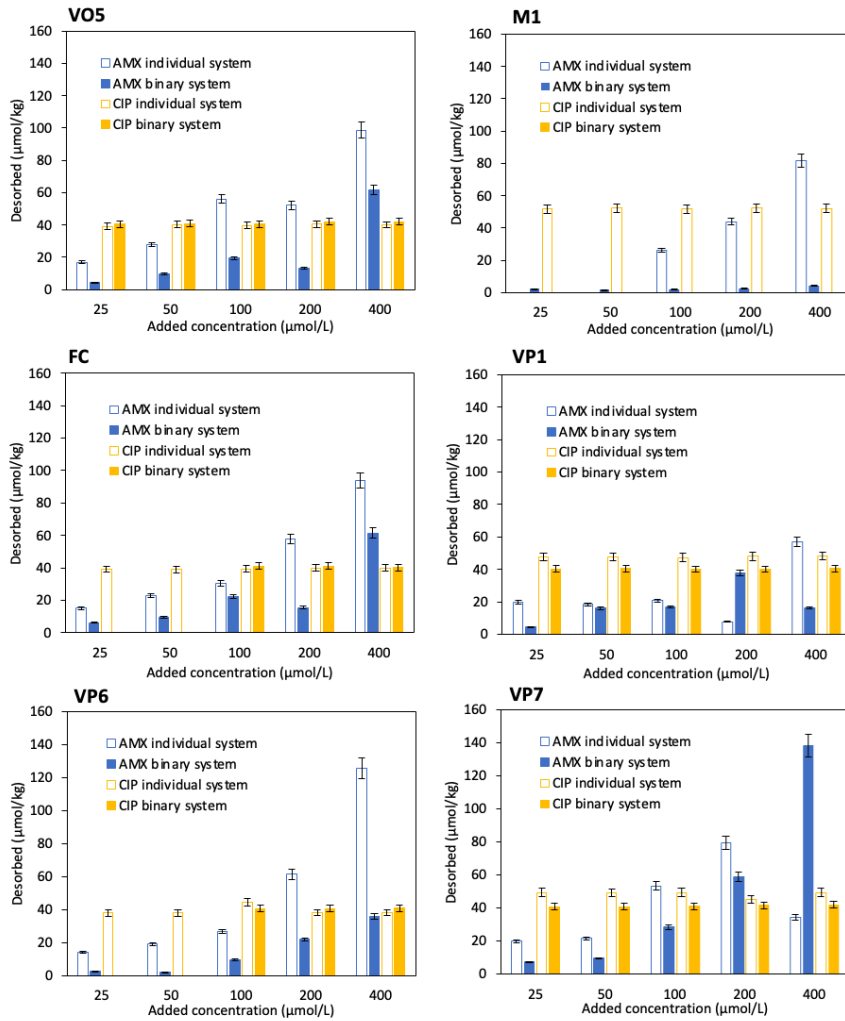 VO5
160
140
120
100
80
60
40
20
0
Desorbed (µmol/kg)
AMX individual system
AMX binary system
CIP individual system
CIP binary system
25 50 100 200 400
Added concentration (µmol/L)
M1
160
140
120
100
80
60
40
20
0
Desorbed (µmol/kg)
AMX individual system
AMX binary system
CIP individual system
CIP binary system
25 50 100 200 400
Added concentration (µmol/L)
FC
160
140
120
100
80
60
40
20
0
Desorbed (µmol/kg)
AMX individual system
AMX binary system
CIP individual system
CIP binary system
25 50 100 200 400
Added concentration (µmol/L)
VP1
160
140
120
100
80
60
40
20
0
Desorbed (µmol/kg)
AMX individual system
AMX binary system
CIP individual system
CIP binary system
25 50 100 200 400
Added concentration (µmol/L)
VP6
160
140
120
100
80
60
40
20
0
Desorbed (µmol/kg)
AMX individual system
AMX binary system
CIP individual system
CIP binary system
25 50 100 200 400
Added concentration (µmol/L)
VP7
160
140
120
100
80
60
40
20
0
Desorbed (µmol/kg)
AMX individual system
AMX binary system
CIP individual system
CIP binary system
25 50 100 200 400
Added concentration (µmol/L)